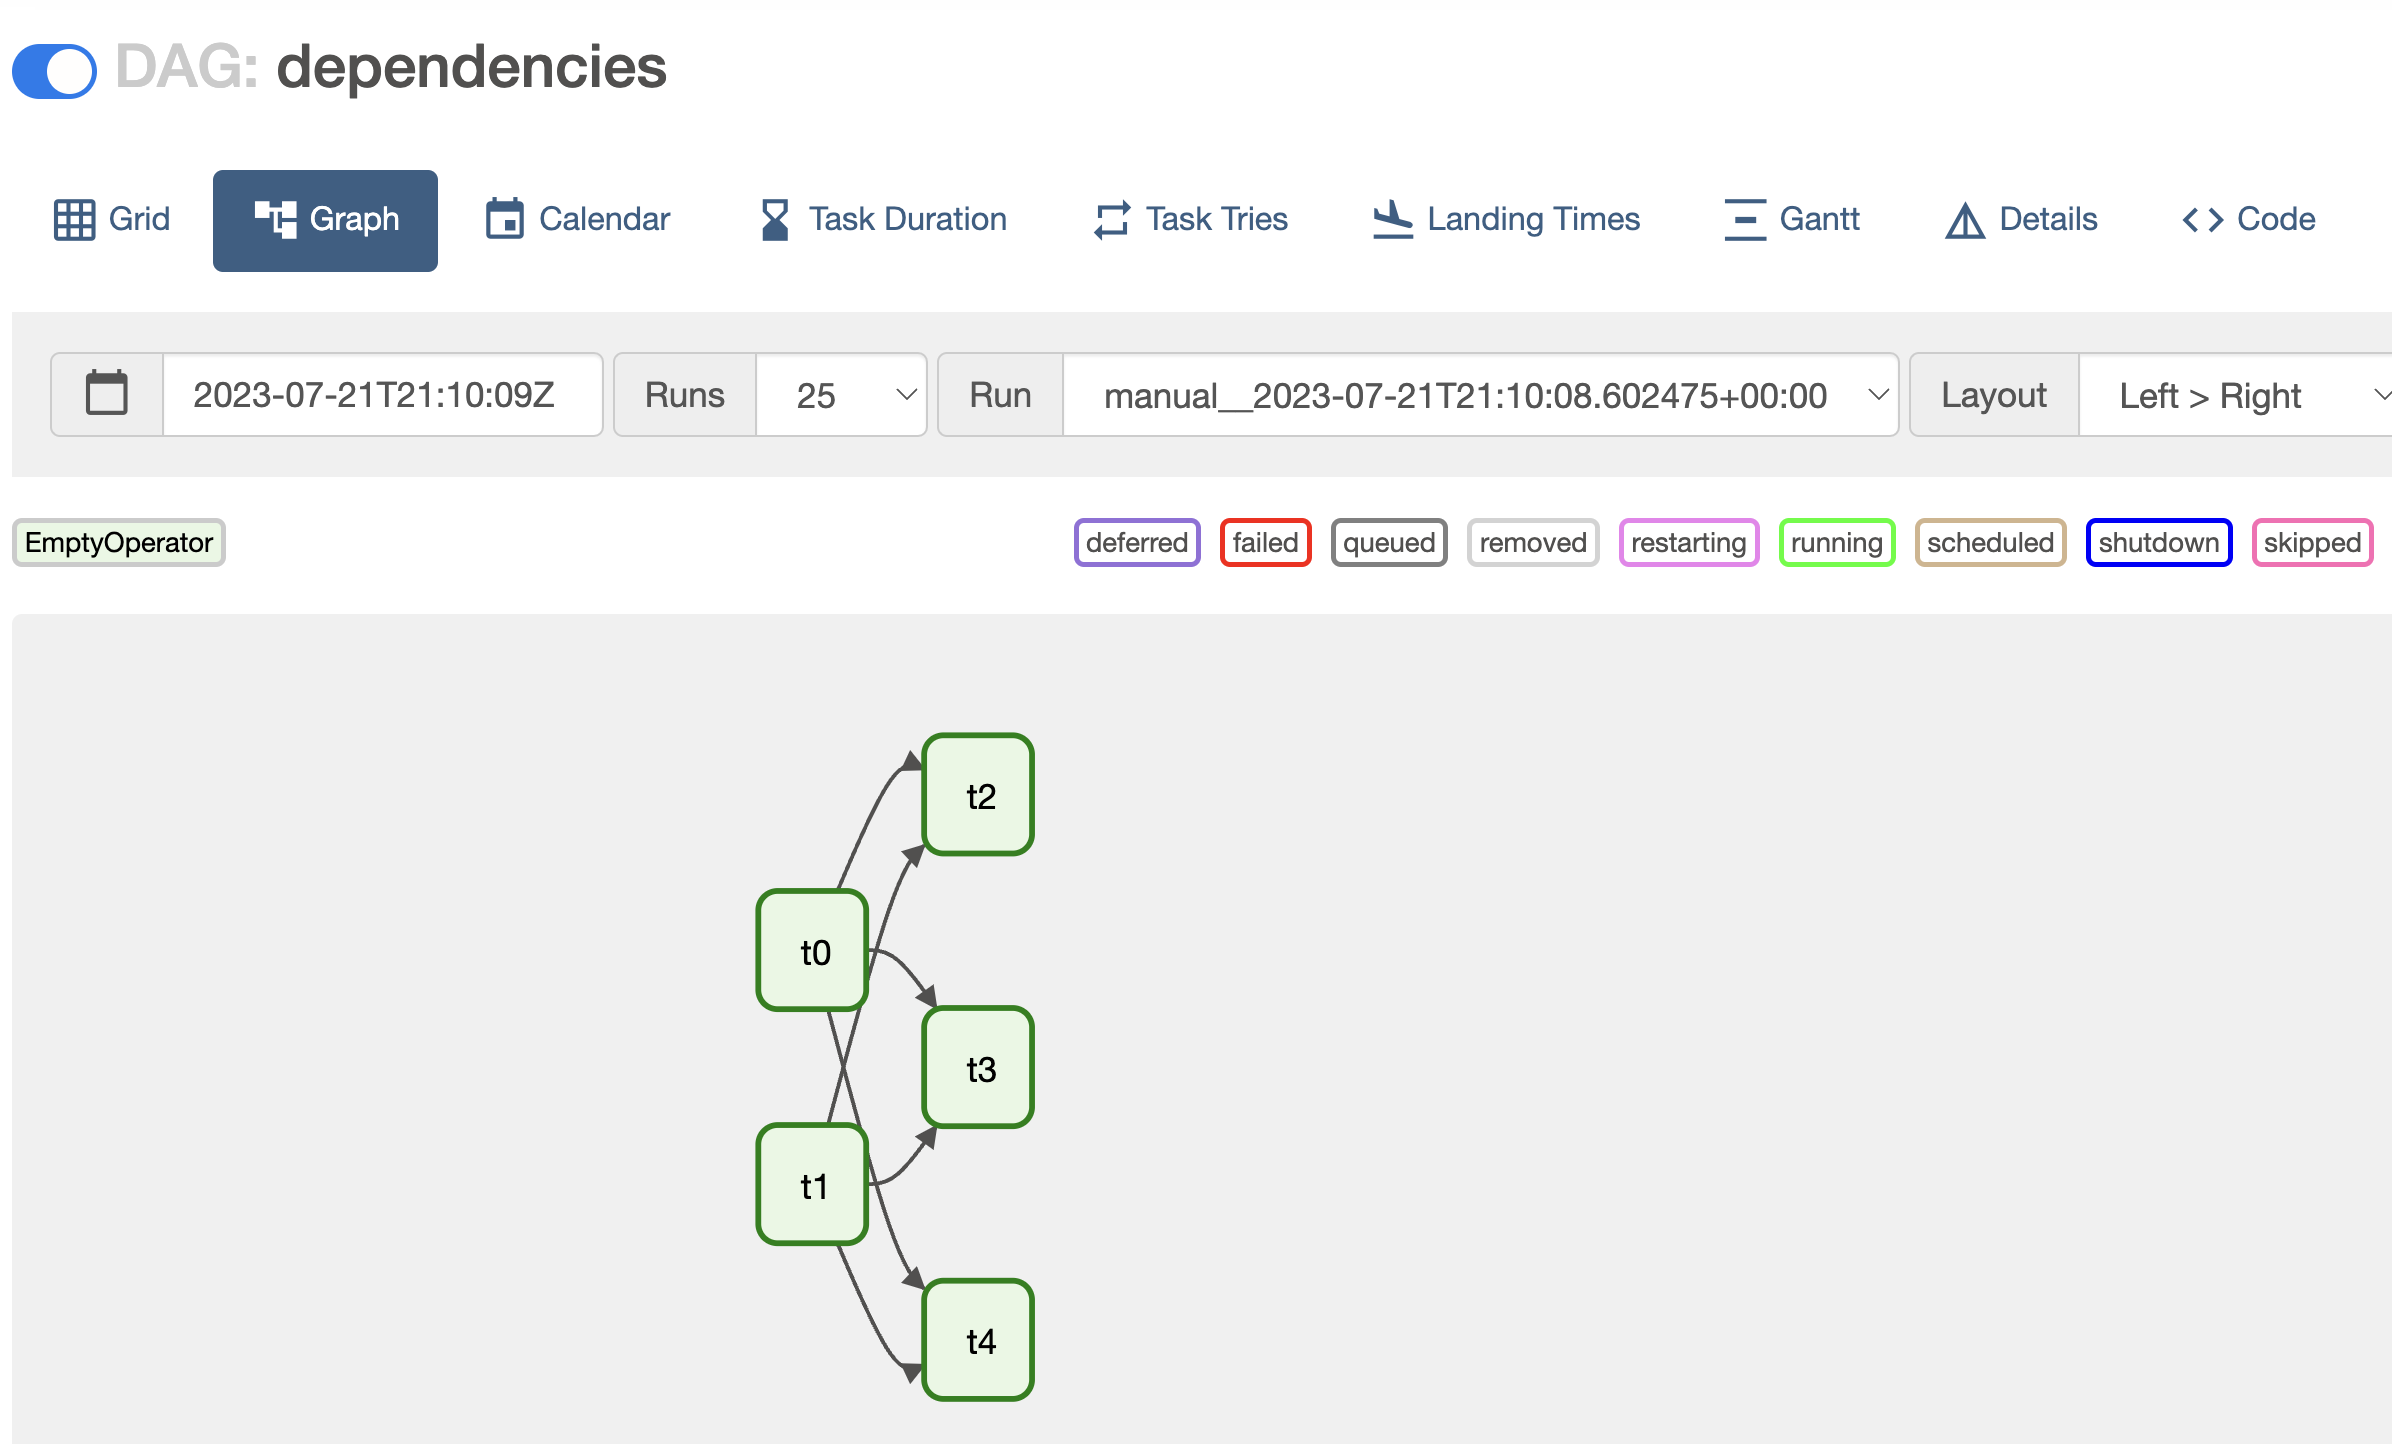 DAG: dependencies
Grid Graph Calendar Task Duration Task Tries Landing Times Gantt Details Code
2023-07-21T21:10:09Z Runs 25 Run manual__2023-07-21T21:10:08.602475+00:00 Layout Left > Right
EmptyOperator deferred failed queued removed restarting running scheduled shutdown skipped
t2
t0
t3
t1
t4